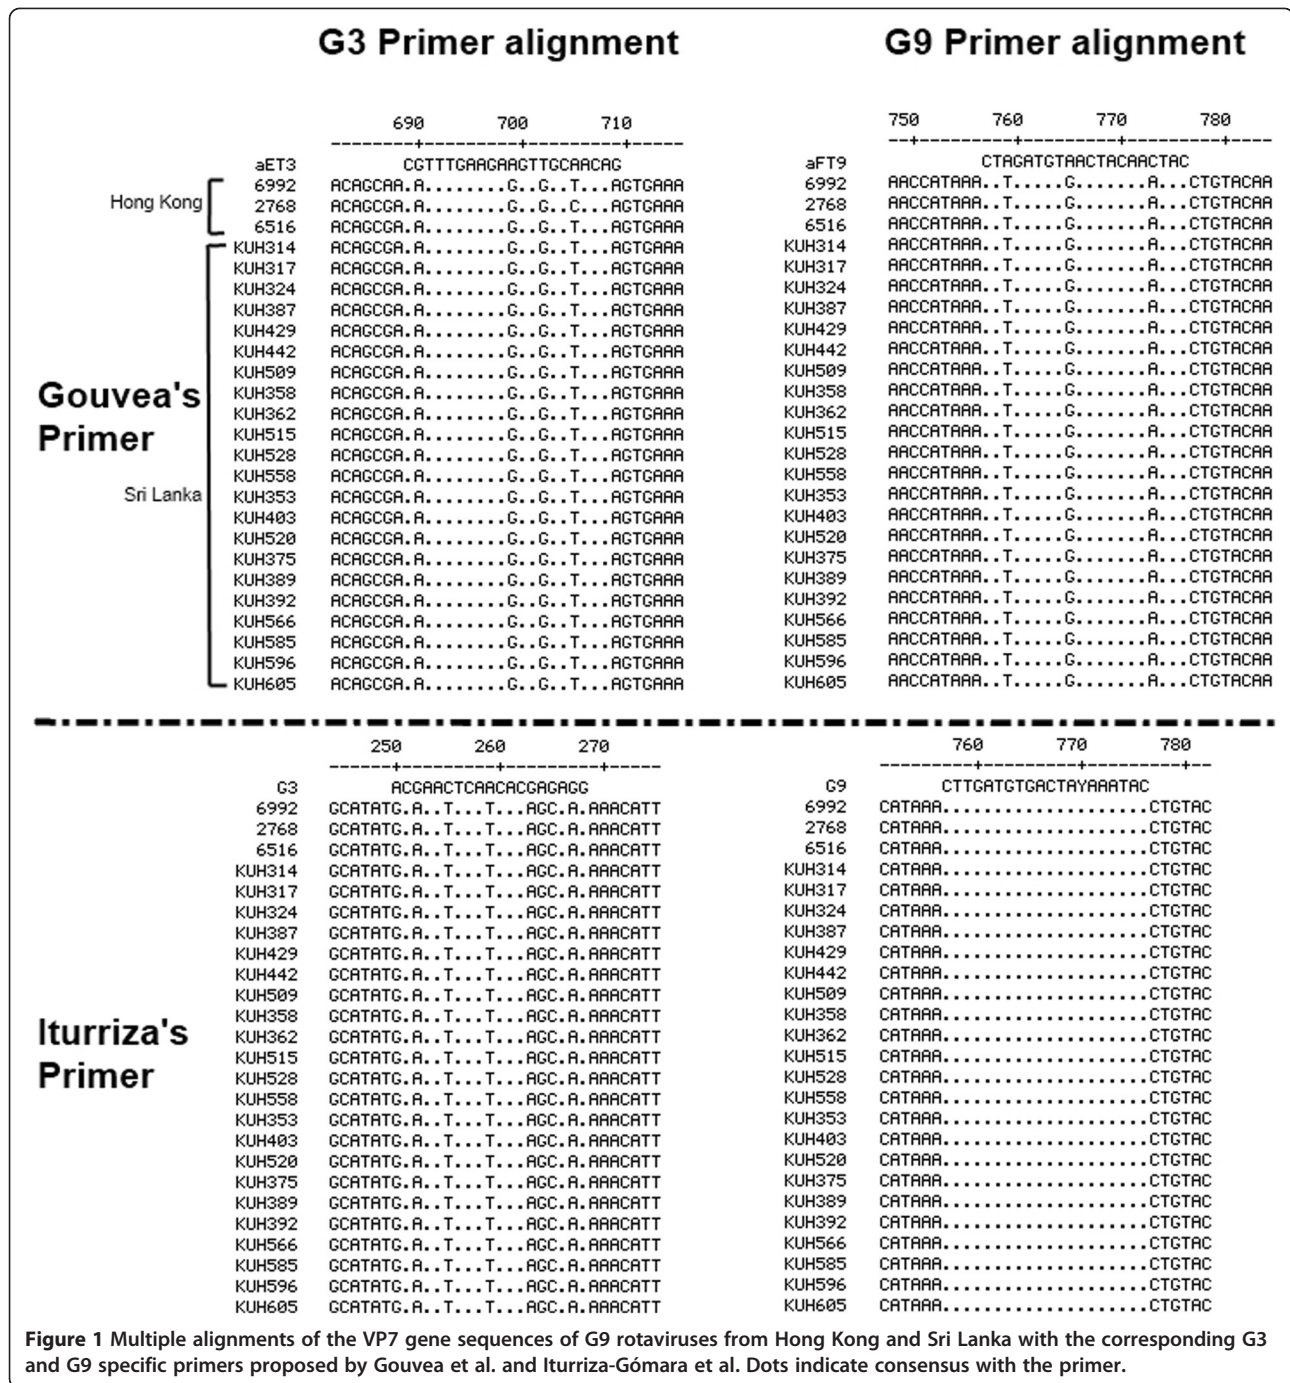 G3 Primer alignment G9 Primer alignment
690 700 710 750 760 770 780
--------+---------+---------+----- --+---------+---------+---------+----
aET3 CGTTTGAAGAAGTTGCAACAG aFT9 CTAGATGTAACTACAACTAC
6992 ACAGCAA.A........G..G..T...AGTGAAA 6992 AACCATAAA..T.....G.......A...CTGTACAA
Hong Kong 2768 ACAGCGA.A........G..G..C...AGTGAAA 2768 AACCATAAA..T.....G.......A...CTGTACAA
6516 ACAGCGA.A........G..G..T...AGTGAAA 6516 AACCATAAA..T.....G.......A...CTGTACAA
KUH314 ACAGCGA.A........G..G..T...AGTGAAA KUH314 AACCATAAA..T.....G.......A...CTGTACAA
KUH317 ACAGCGA.A........G..G..T...AGTGAAA KUH317 AACCATAAA..T.....G.......A...CTGTACAA
KUH324 ACAGCGA.A........G..G..T...AGTGAAA KUH324 AACCATAAA..T.....G.......A...CTGTACAA
KUH387 ACAGCGA.A........G..G..T...AGTGAAA KUH387 AACCATAAA..T.....G.......A...CTGTACAA
KUH429 ACAGCGA.A........G..G..T...AGTGAAA KUH429 AACCATAAA..T.....G.......A...CTGTACAA
KUH442 ACAGCGA.A........G..G..T...AGTGAAA KUH442 AACCATAAA..T.....G.......A...CTGTACAA
KUH509 ACAGCGA.A........G..G..T...AGTGAAA KUH509 AACCATAAA..T.....G.......A...CTGTACAA
Gouvea's KUH358 ACAGCGA.A........G..G..T...AGTGAAA KUH358 AACCATAAA..T.....G.......A...CTGTACAA
KUH362 ACAGCGA.A........G..G..T...AGTGAAA KUH362 AACCATAAA..T.....G.......A...CTGTACAA
Primer KUH515 ACAGCGA.A........G..G..T...AGTGAAA KUH515 AACCATAAA..T.....G.......A...CTGTACAA
KUH528 ACAGCGA.A........G..G..T...AGTGAAA KUH528 AACCATAAA..T.....G.......A...CTGTACAA
KUH558 ACAGCGA.A........G..G..T...AGTGAAA KUH558 AACCATAAA..T.....G.......A...CTGTACAA
Sri Lanka KUH353 ACAGCGA.A........G..G..T...AGTGAAA KUH353 AACCATAAA..T.....G.......A...CTGTACAA
KUH403 ACAGCGA.A........G..G..T...AGTGAAA KUH403 AACCATAAA..T.....G.......A...CTGTACAA
KUH520 ACAGCGA.A........G..G..T...AGTGAAA KUH520 AACCATAAA..T.....G.......A...CTGTACAA
KUH375 ACAGCGA.A........G..G..T...AGTGAAA KUH375 AACCATAAA..T.....G.......A...CTGTACAA
KUH389 ACAGCGA.A........G..G..T...AGTGAAA KUH389 AACCATAAA..T.....G.......A...CTGTACAA
KUH392 ACAGCGA.A........G..G..T...AGTGAAA KUH392 AACCATAAA..T.....G.......A...CTGTACAA
KUH566 ACAGCGA.A........G..G..T...AGTGAAA KUH566 AACCATAAA..T.....G.......A...CTGTACAA
KUH585 ACAGCGA.A........G..G..T...AGTGAAA KUH585 AACCATAAA..T.....G.......A...CTGTACAA
KUH596 ACAGCGA.A........G..G..T...AGTGAAA KUH596 AACCATAAA..T.....G.......A...CTGTACAA
KUH605 ACAGCGA.A........G..G..T...AGTGAAA KUH605 AACCATAAA..T.....G.......A...CTGTACAA
250 260 270 760 770 780
------+---------+---------+----- ---------+---------+---------+--
G3 ACGAACTCAACACGAGAGG G9 CTTGATGTGACTAYAAATAC
6992 GCATATG.A..T...T...AGC.A.AAACATT 6992 CATAAA....................CTGTAC
2768 GCATATG.A..T...T...AGC.A.AAACATT 2768 CATAAA....................CTGTAC
6516 GCATATG.A..T...T...AGC.A.AAACATT 6516 CATAAA....................CTGTAC
KUH314 GCATATG.A..T...T...AGC.A.AAACATT KUH314 CATAAA....................CTGTAC
KUH317 GCATATG.A..T...T...AGC.A.AAACATT KUH317 CATAAA....................CTGTAC
KUH324 GCATATG.A..T...T...AGC.A.AAACATT KUH324 CATAAA....................CTGTAC
KUH387 GCATATG.A..T...T...AGC.A.AAACATT KUH387 CATAAA....................CTGTAC
KUH429 GCATATG.A..T...T...AGC.A.AAACATT KUH429 CATAAA....................CTGTAC
KUH442 GCATATG.A..T...T...AGC.A.AAACATT KUH442 CATAAA....................CTGTAC
KUH509 GCATATG.A..T...T...AGC.A.AAACATT KUH509 CATAAA....................CTGTAC
KUH358 GCATATG.A..T...T...AGC.A.AAACATT KUH358 CATAAA....................CTGTAC
Iturriza's KUH362 GCATATG.A..T...T...AGC.A.AAACATT KUH362 CATAAA....................CTGTAC
KUH515 GCATATG.A..T...T...AGC.A.AAACATT KUH515 CATAAA....................CTGTAC
Primer KUH528 GCATATG.A..T...T...AGC.A.AAACATT KUH528 CATAAA....................CTGTAC
KUH558 GCATATG.A..T...T...AGC.A.AAACATT KUH558 CATAAA....................CTGTAC
KUH353 GCATATG.A..T...T...AGC.A.AAACATT KUH353 CATAAA....................CTGTAC
KUH403 GCATATG.A..T...T...AGC.A.AAACATT KUH403 CATAAA....................CTGTAC
KUH520 GCATATG.A..T...T...AGC.A.AAACATT KUH520 CATAAA....................CTGTAC
KUH375 GCATATG.A..T...T...AGC.A.AAACATT KUH375 CATAAA....................CTGTAC
KUH389 GCATATG.A..T...T...AGC.A.AAACATT KUH389 CATAAA....................CTGTAC
KUH392 GCATATG.A..T...T...AGC.A.AAACATT KUH392 CATAAA....................CTGTAC
KUH566 GCATATG.A..T...T...AGC.A.AAACATT KUH566 CATAAA....................CTGTAC
KUH585 GCATATG.A..T...T...AGC.A.AAACATT KUH585 CATAAA....................CTGTAC
KUH596 GCATATG.A..T...T...AGC.A.AAACATT KUH596 CATAAA....................CTGTAC
KUH605 GCATATG.A..T...T...AGC.A.AAACATT KUH605 CATAAA....................CTGTAC
Figure 1 Multiple alignments of the VP7 gene sequences of G9 rotaviruses from Hong Kong and Sri Lanka with the corresponding G3
and G9 specific primers proposed by Gouvea et al. and Iturriza-Gómara et al. Dots indicate consensus with the primer.